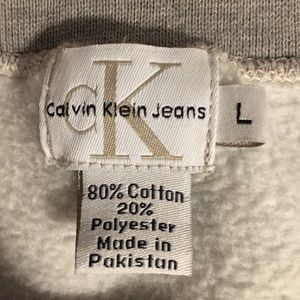 cK
Calvin Klein Jeans
L
80% Cotton
20%
Polyester
Made in
Pakistan